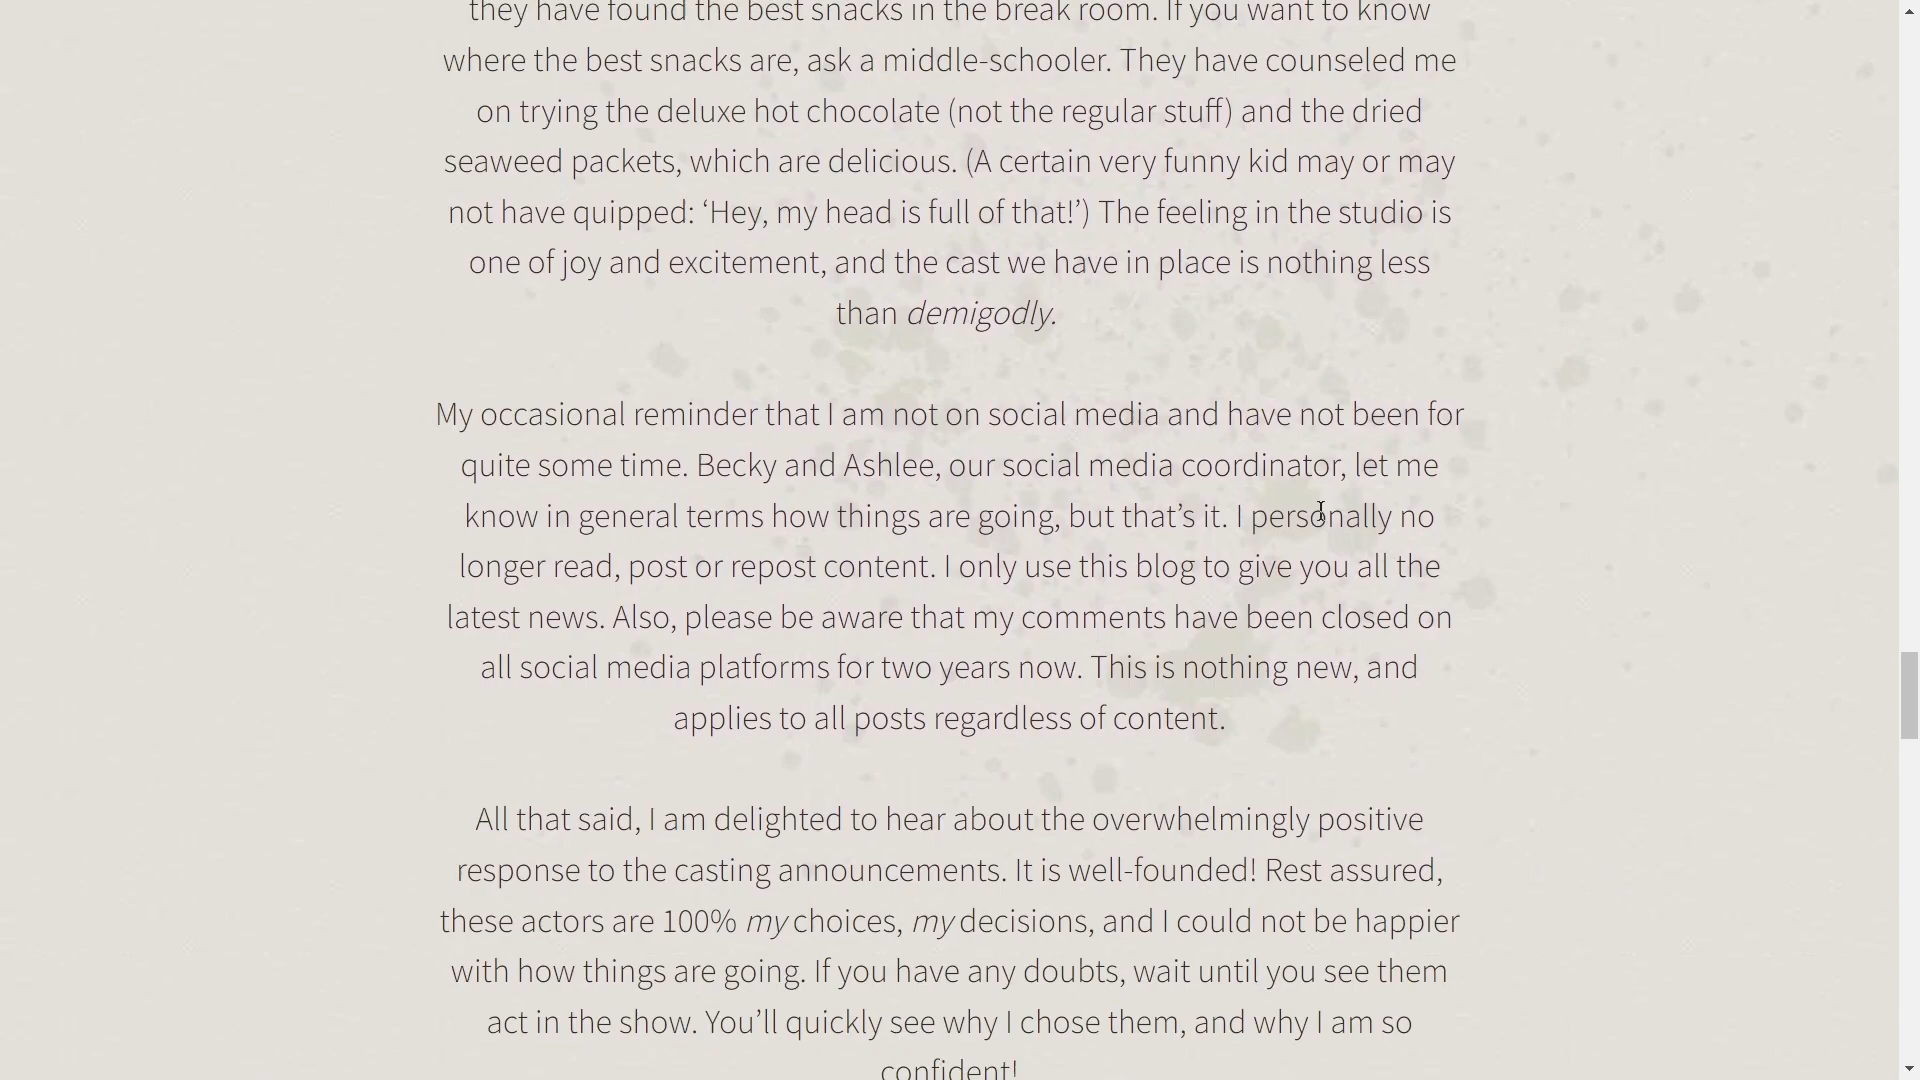 they have found the best snacks in the break room. If you want to know
where the best snacks are, ask a middle-schooler. They have counseled me
on trying the deluxe hot chocolate (not the regular stuff) and the dried
seaweed packets, which are delicious. (A certain very funny kid may or may
not have quipped: ‘Hey, my head is full of that!’) The feeling in the studio is
one of joy and excitement, and the cast we have in place is nothing less
than demigodly.
My occasional reminder that I am not on social media and have not been for
quite some time. Becky and Ashlee, our social media coordinator, let me
know in general terms how things are going, but that’s it. I personally no
longer read, post or repost content. I only use this blog to give you all the
latest news. Also, please be aware that my comments have been closed on
all social media platforms for two years now. This is nothing new, and
applies to all posts regardless of content.
All that said, I am delighted to hear about the overwhelmingly positive
response to the casting announcements. It is well-founded! Rest assured,
these actors are 100% my choices, my decisions, and I could not be happier
with how things are going. If you have any doubts, wait until you see them
act in the show. You’ll quickly see why I chose them, and why I am so
confident!